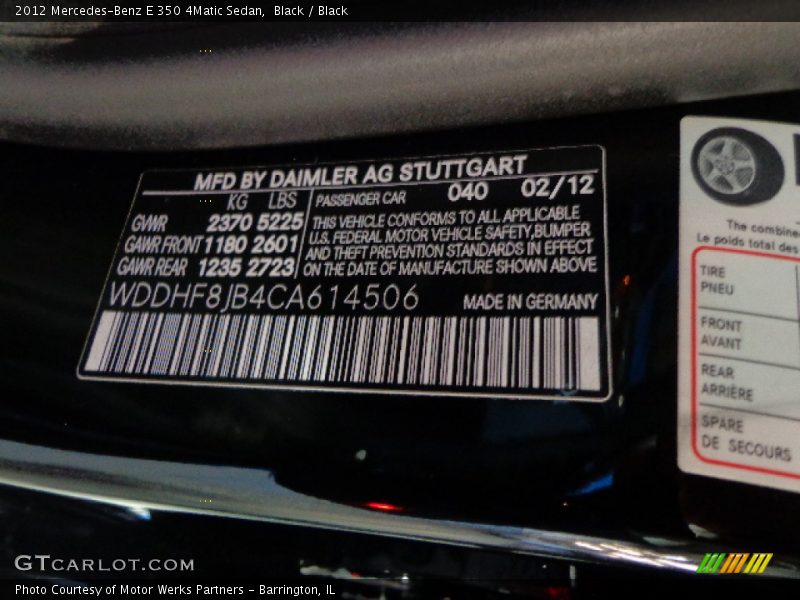 2012 Mercedes-Benz E 350 4Matic Sedan, Black / Black
MFD BY DAIMLER AG STUTTGART
KG LBS PASSENGER CAR 040 02/12
GWR 2370 5225
GAWR FRONT 1180 2601
GAWR REAR 1235 2723
THIS VEHICLE CONFORMS TO ALL APPLICABLE
U.S. FEDERAL MOTOR VEHICLE SAFETY,BUMPER
AND THEFT PREVENTION STANDARDS IN EFFECT
ON THE DATE OF MANUFACTURE SHOWN ABOVE
WDDHF8JB4CA614506 MADE IN GERMANY
The combine
Le poids total des
TIRE
PNEU
FRONT
AVANT
REAR
ARRIÈRE
SPARE
DE SECOURS
GTCARLOT.COM
Photo Courtesy of Motor Werks Partners - Barrington, IL